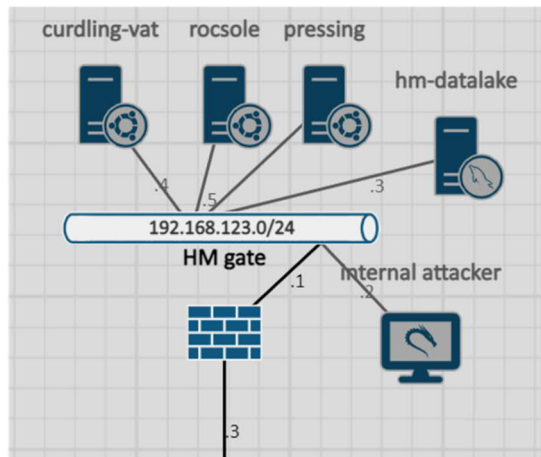 curdling-vat rocsole pressing
hm-datalake
.4
.5
.3
192.168.123.0/24
HM gate
internal attacker
.1
.2
.3